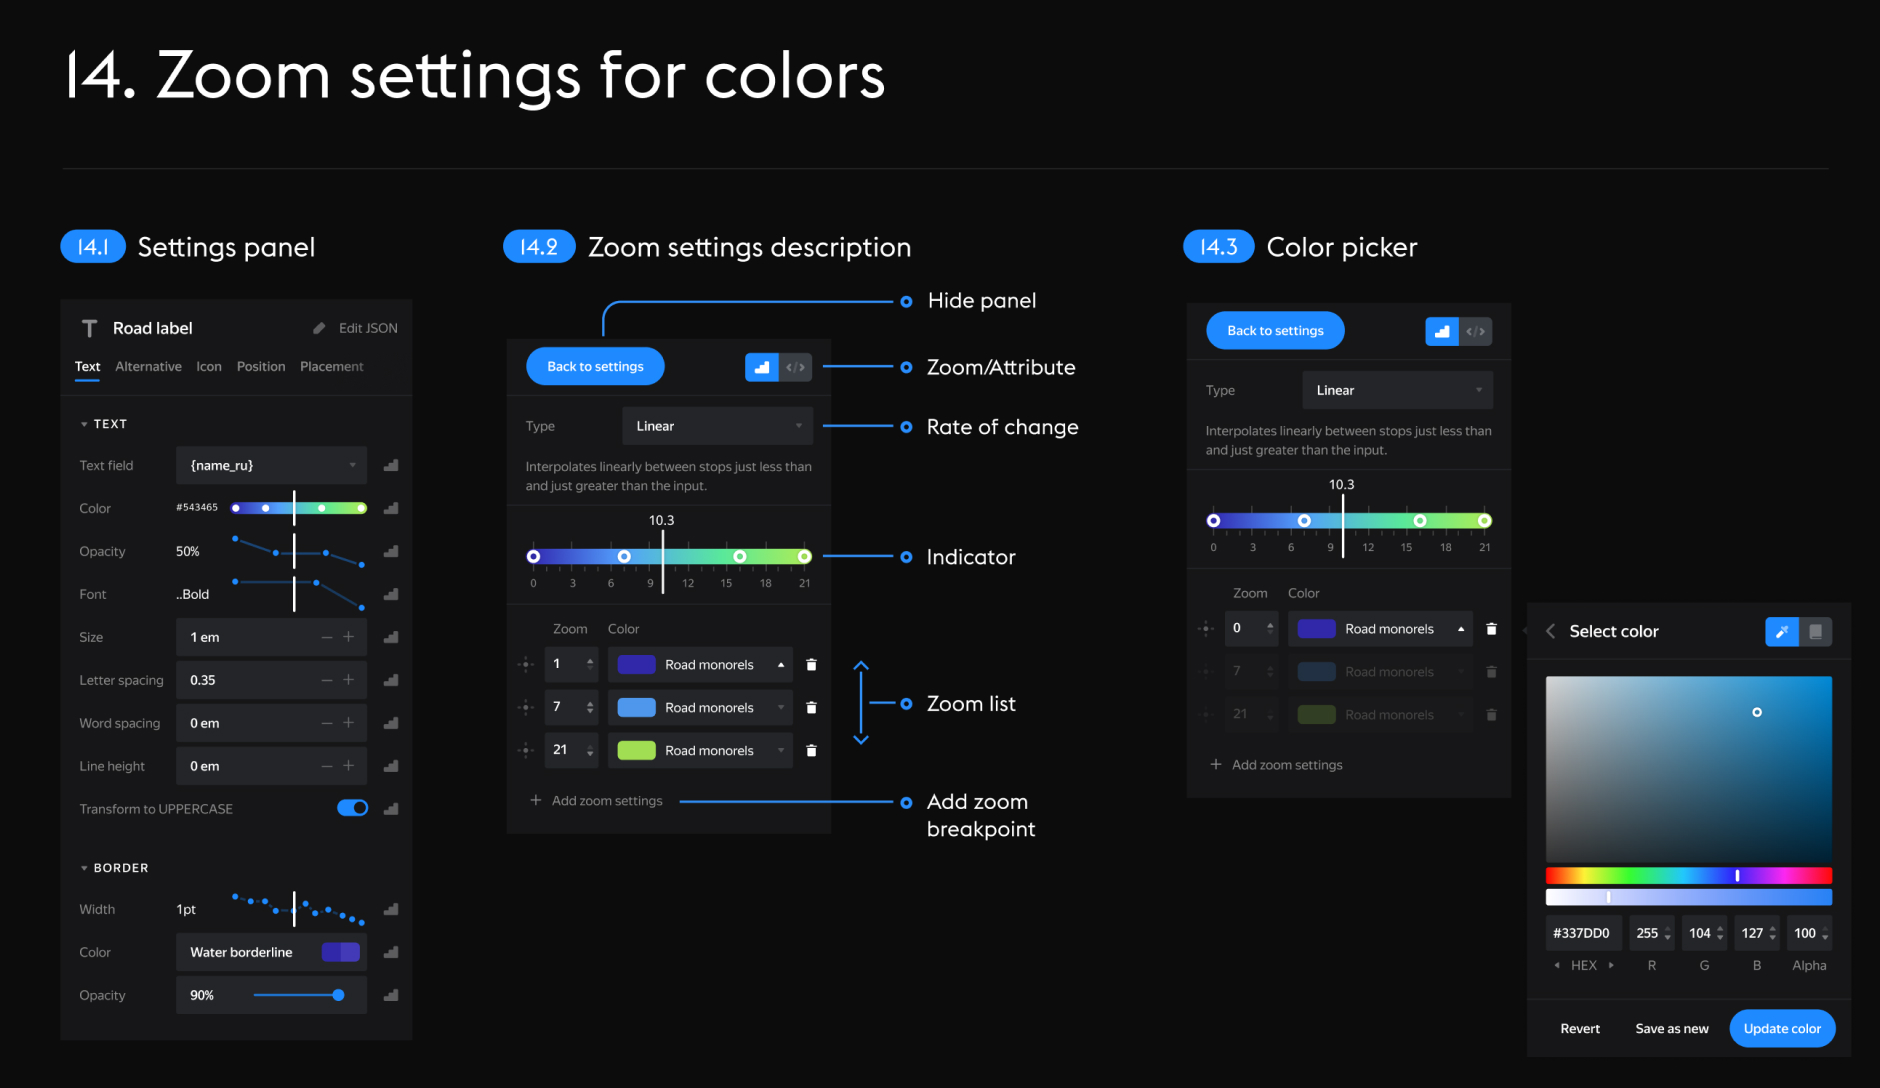 14. Zoom settings for colors
14.1 Settings panel
T Road label Edit JSON
Text Alternative Icon Position Placement
TEXT
Text field {name_ru}
Color #543465
Opacity 50%
Font ..Bold
Size 1 em − +
Letter spacing 0.35 − +
Word spacing 0 em − +
Line height 0 em − +
Transform to UPPERCASE
BORDER
Width 1pt
Color Water borderline
Opacity 90%
14.2 Zoom settings description
Hide panel
Back to settings </>
Zoom/Attribute
Type Linear
Rate of change
Interpolates linearly between stops just less than
and just greater than the input.
10.3
Indicator
0 3 6 9 12 15 18 21
Zoom Color
1 Road monorels
7 Road monorels
21 Road monorels
Zoom list
+ Add zoom settings
Add zoom
breakpoint
14.3 Color picker
Back to settings </>
Type Linear
Interpolates linearly between stops just less than
and just greater than the input.
10.3
0 3 6 9 12 15 18 21
Zoom Color
0 Road monorels
7 Road monorels
21 Road monorels
+ Add zoom settings
Select color
#337DD0 255 104 127 100
HEX R G B Alpha
Revert Save as new Update color